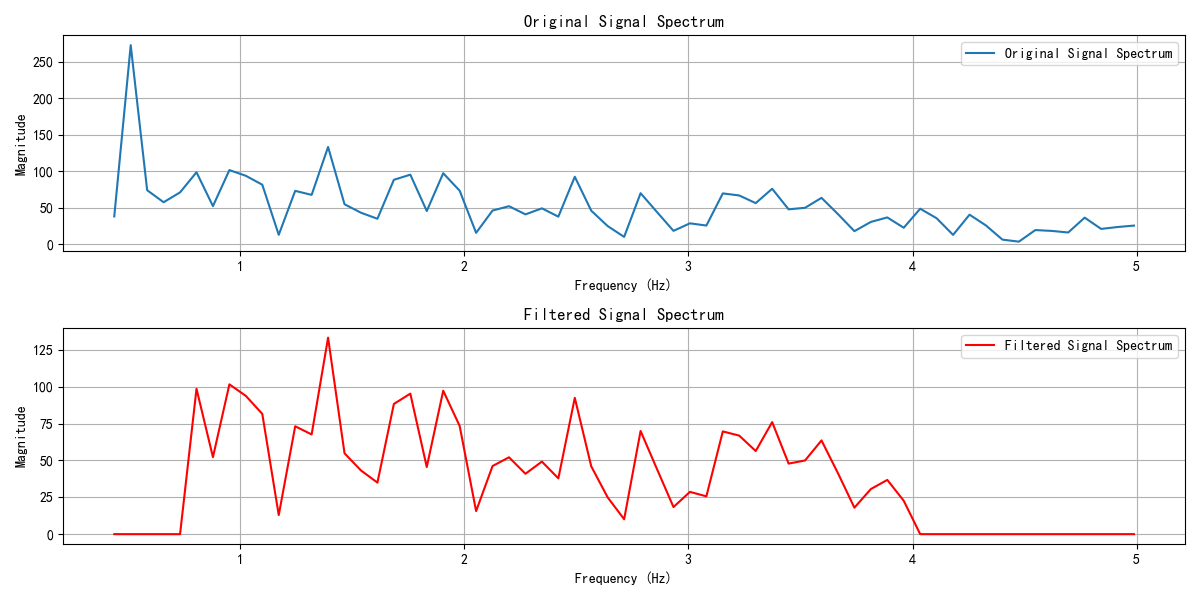 Original Signal Spectrum
Original Signal Spectrum
Magnitude
250
200
150
100
50
0
1
2
3
4
5
Frequency (Hz)
Filtered Signal Spectrum
Filtered Signal Spectrum
Magnitude
125
100
75
50
25
0
1
2
3
4
5
Frequency (Hz)